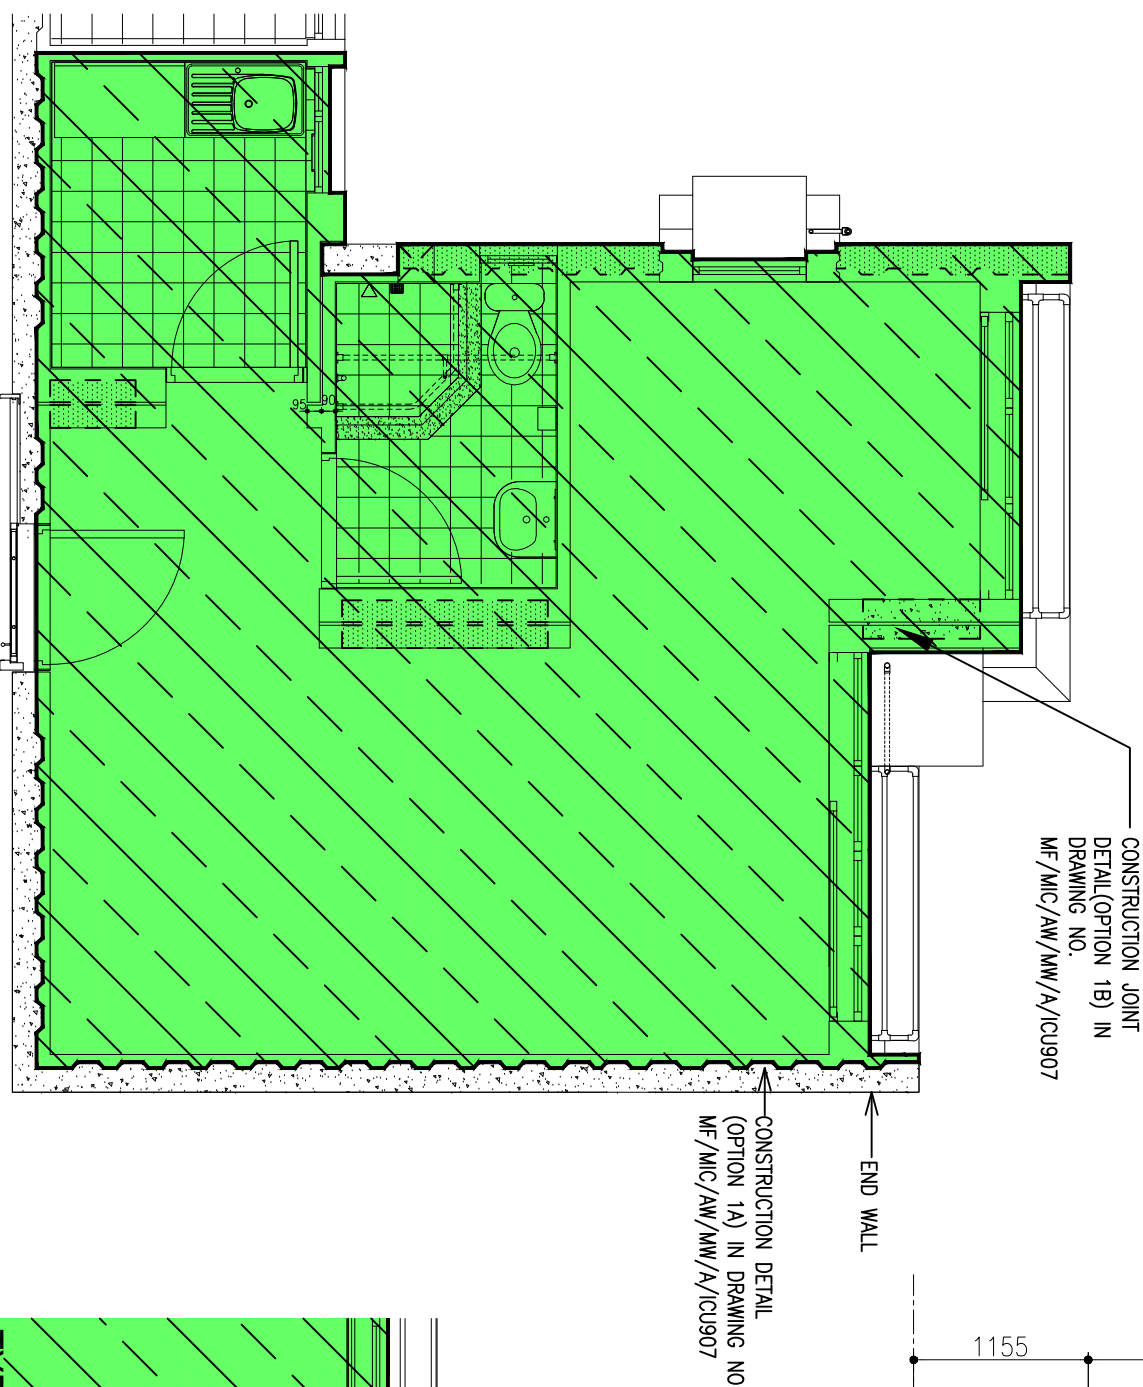 95
90
CONSTRUCTION JOINT
DETAIL(OPTION 1B) IN
DRAWING NO.
MF/MIC/AW/MW/A/ICU907
END WALL
CONSTRUCTION DETAIL
(OPTION 1A) IN DRAWING NO
MF/MIC/AW/MW/A/ICU907
1155